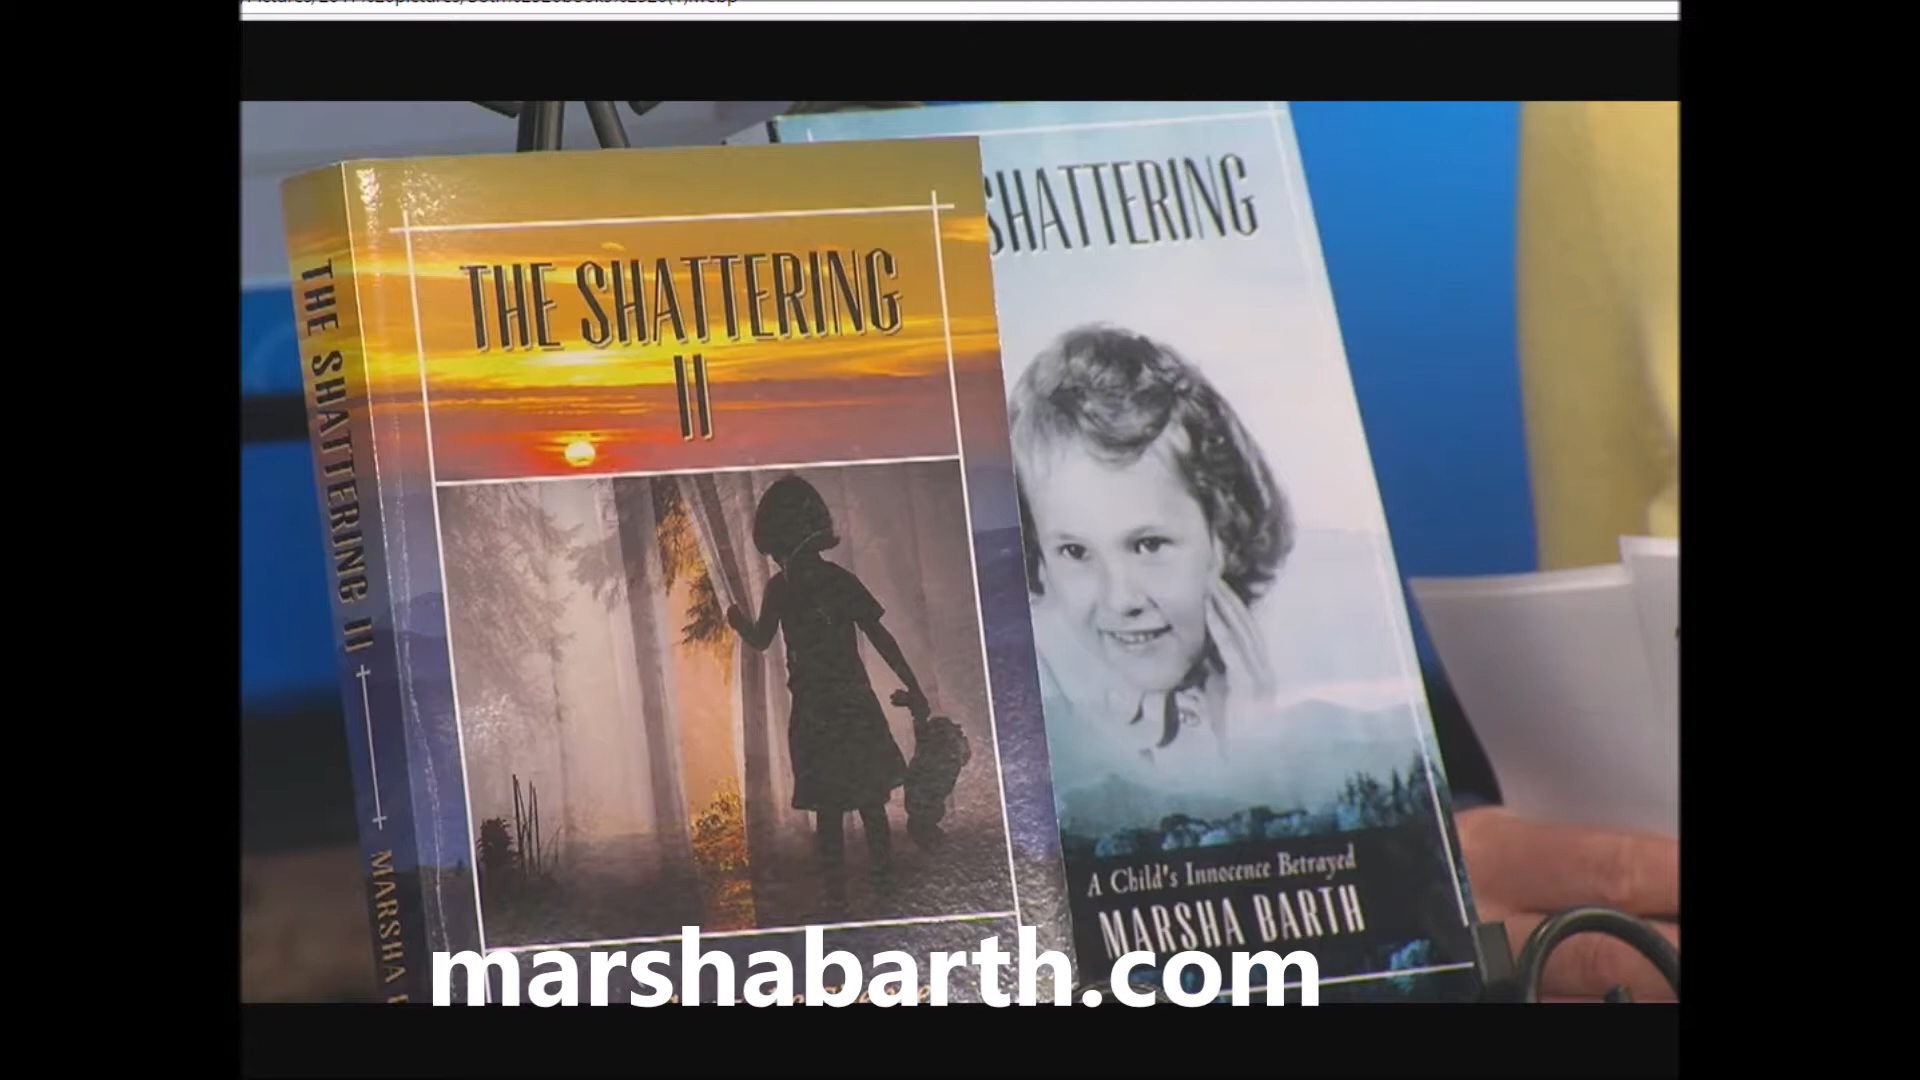 THE SHATTERING
II
THE SHATTERING II
MARSHA
SHATTERING
A Child's Innocence Betrayed
MARSHA BARTH
marshabarth.com